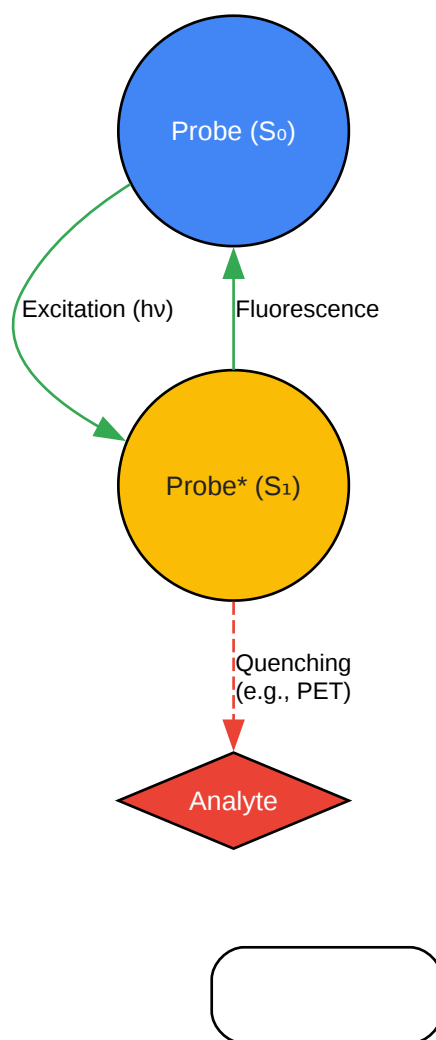 Probe (S₀)
Excitation (hν)
Fluorescence
Probe* (S₁)
Quenching
(e.g., PET)
Analyte